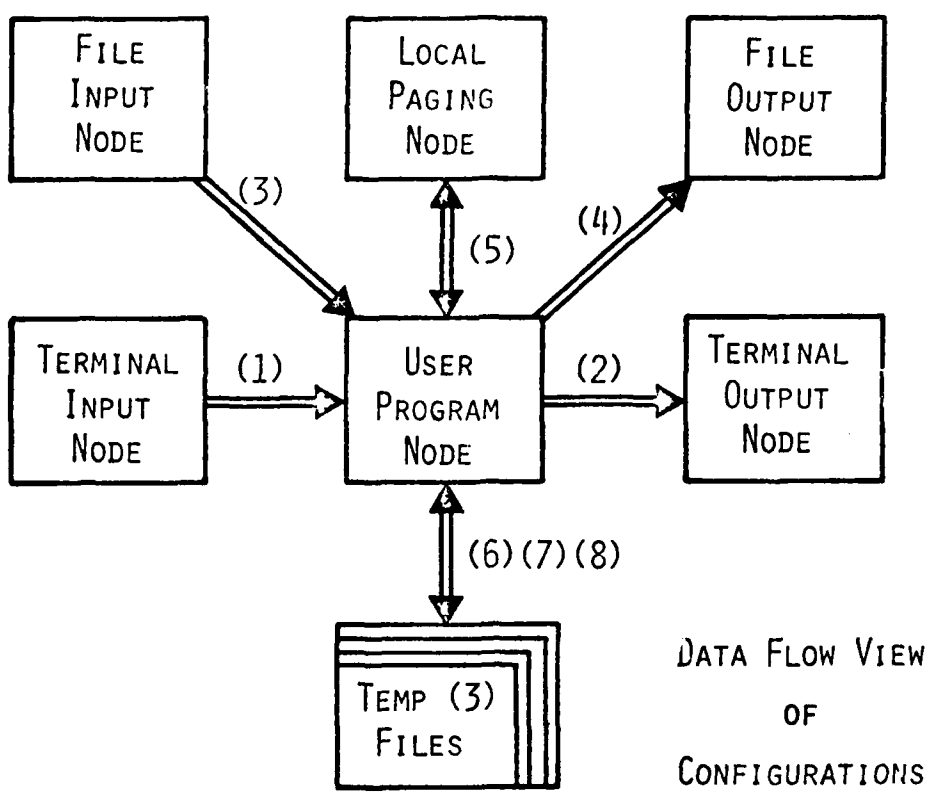 FILE
INPUT
NODE
LOCAL
PAGING
NODE
FILE
OUTPUT
NODE
(3)
(5)
(4)
TERMINAL
INPUT
NODE
(1)
USER
PROGRAM
NODE
(2)
TERMINAL
OUTPUT
NODE
(6)(7)(8)
TEMP (3)
FILES
DATA FLOW VIEW
OF
CONFIGURATIONS